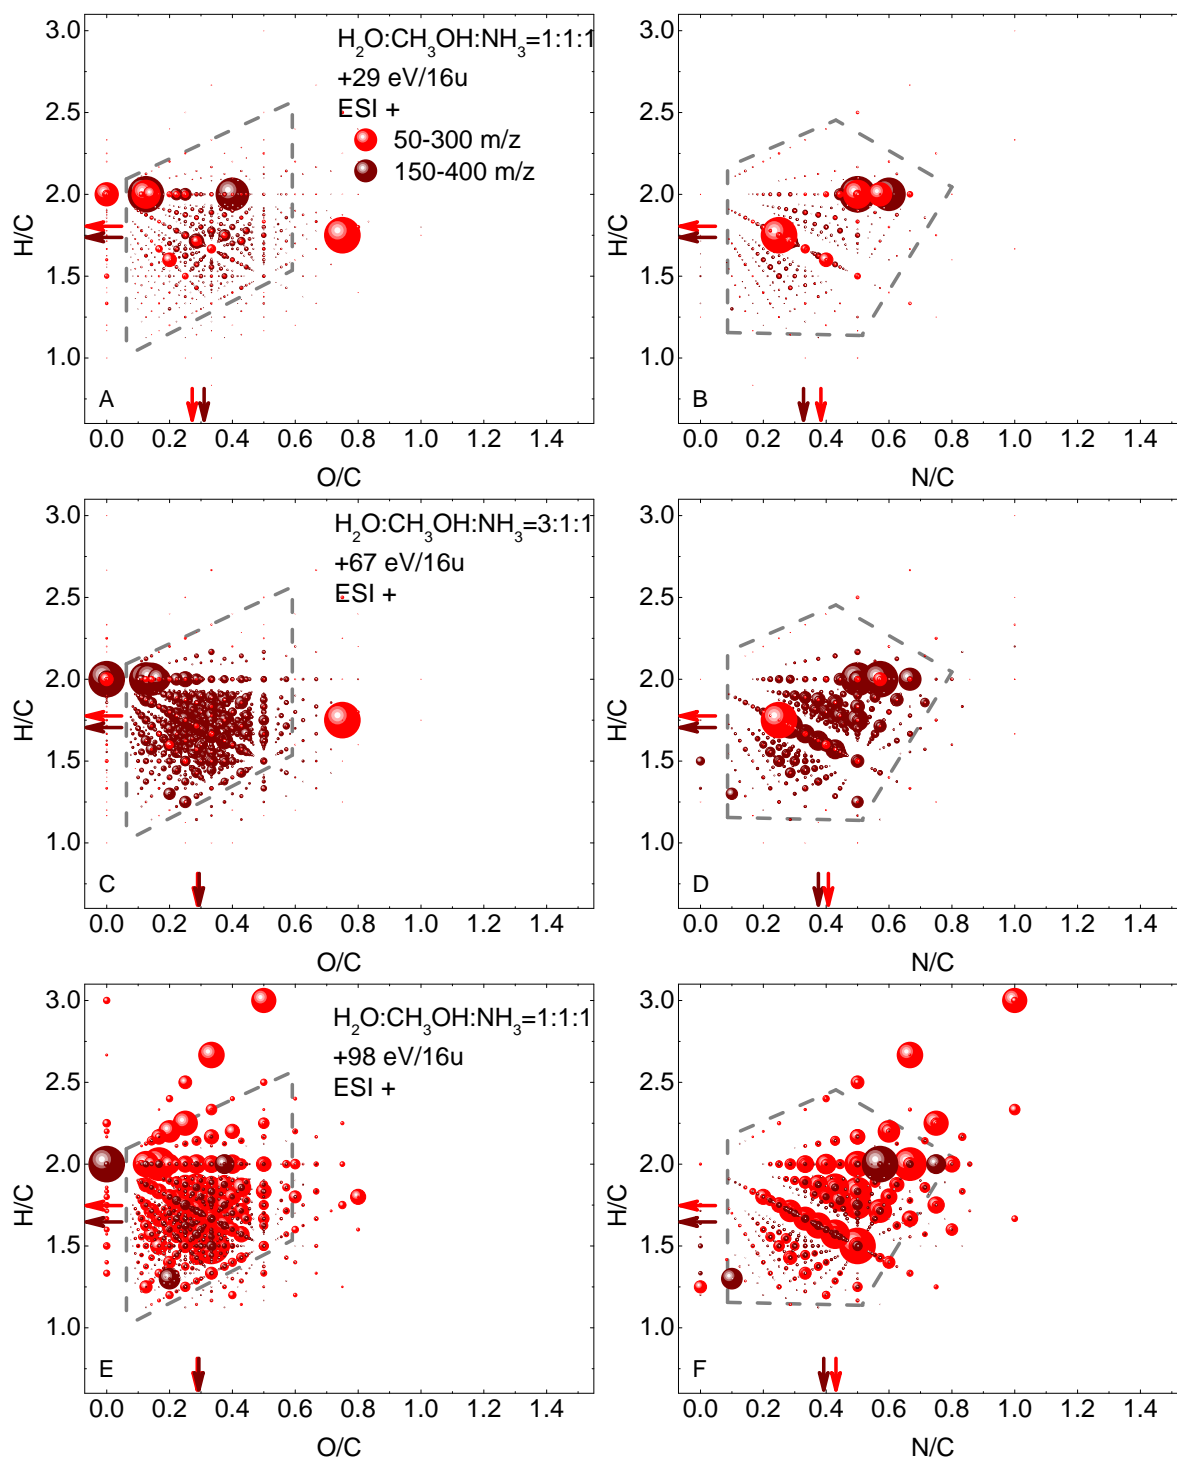 3.0
2.5
2.0
1.5
1.0
H/C
H₂O:CH₃OH:NH₃=1:1:1
+29 eV/16u
ESI +
50-300 m/z
150-400 m/z
A
0.0 0.2 0.4 0.6 0.8 1.0 1.2 1.4
O/C
3.0
2.5
2.0
1.5
1.0
H/C
B
0.0 0.2 0.4 0.6 0.8 1.0 1.2 1.4
N/C
3.0
2.5
2.0
1.5
1.0
H/C
H₂O:CH₃OH:NH₃=3:1:1
+67 eV/16u
ESI +
C
0.0 0.2 0.4 0.6 0.8 1.0 1.2 1.4
O/C
3.0
2.5
2.0
1.5
1.0
H/C
D
0.0 0.2 0.4 0.6 0.8 1.0 1.2 1.4
N/C
3.0
2.5
2.0
1.5
1.0
H/C
H₂O:CH₃OH:NH₃=1:1:1
+98 eV/16u
ESI +
E
0.0 0.2 0.4 0.6 0.8 1.0 1.2 1.4
O/C
3.0
2.5
2.0
1.5
1.0
H/C
F
0.0 0.2 0.4 0.6 0.8 1.0 1.2 1.4
N/C